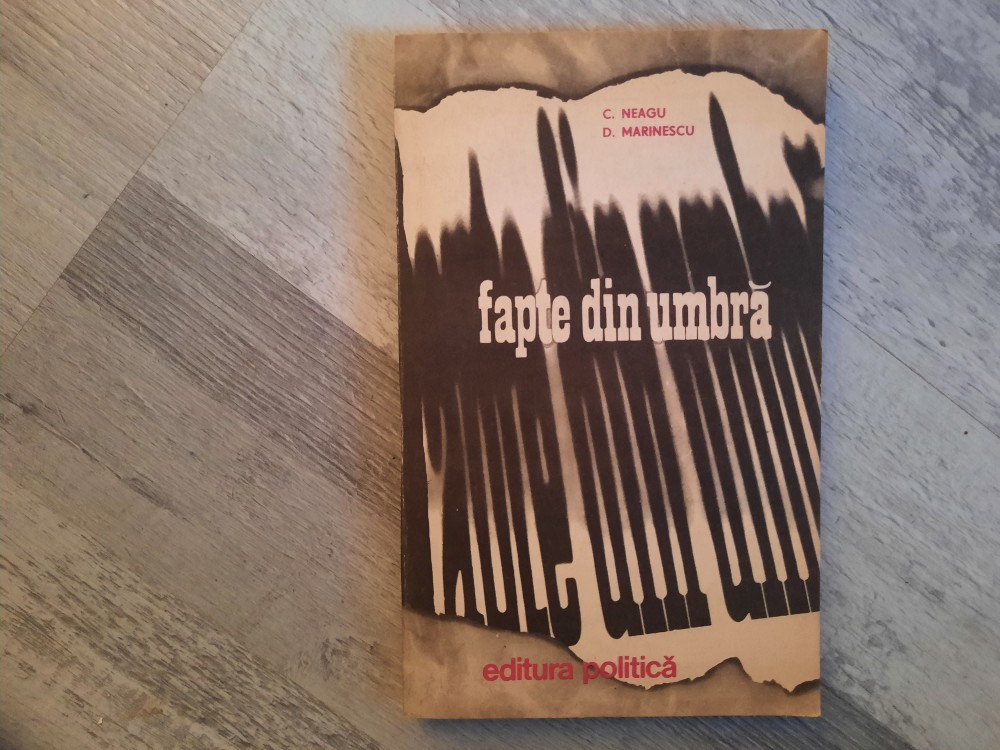 C. NEAGU
D. MARINESCU
fapte din umbră
editura politică